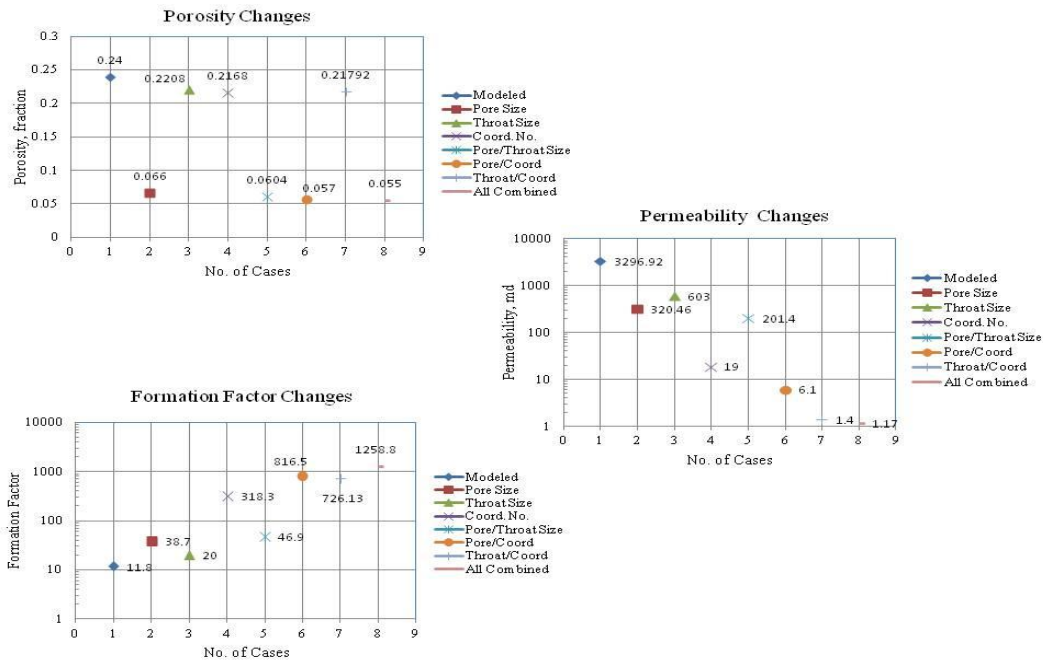 Porosity Changes
Porosity, fraction
0.3
0.25
0.2
0.15
0.1
0.05
0
0.24
0.066
0.2208
0.2168
0.0604
0.057
0.21792
0.055
0 1 2 3 4 5 6 7 8 9
No. of Cases
Modeled
Pore Size
Throat Size
Coord. No.
Pore/Throat Size
Pore/Coord
Throat/Coord
All Combined
Permeability Changes
Permeability, md
10000
1000
100
10
1
3296.92
320.46
603
19
201.4
6.1
1.4
1.17
0 1 2 3 4 5 6 7 8 9
No. of Cases
Modeled
Pore Size
Throat Size
Coord. No.
Pore/Throat Size
Pore/Coord
Throat/Coord
All Combined
Formation Factor Changes
Formation Factor
10000
1000
100
10
1
11.8
38.7
20
318.3
46.9
816.5
726.13
1258.8
0 1 2 3 4 5 6 7 8 9
No. of Cases
Modeled
Pore Size
Throat Size
Coord. No.
Pore/Throat Size
Pore/Coord
Throat/Coord
All Combined